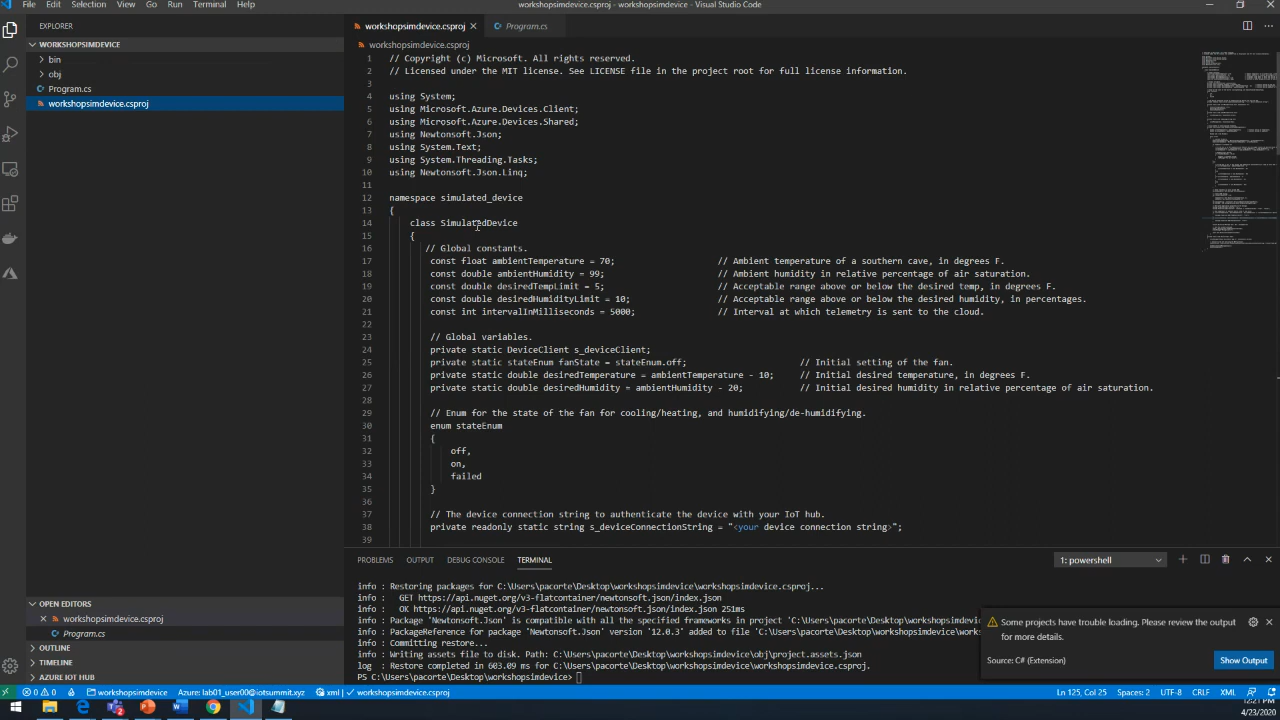 File Edit Selection View Go Run Terminal Help
workshopsimdevice.csproj - workshopsimdevice - Visual Studio Code
EXPLORER
WORKSHOPSIMDEVICE
bin
obj
Program.cs
workshopsimdevice.csproj
workshopsimdevice.csproj Program.cs
workshopsimdevice.csproj
1 // Copyright (c) Microsoft. All rights reserved.
2 // Licensed under the MIT license. See LICENSE file in the project root for full license information.
3
4 using System;
5 using Microsoft.Azure.Devices.Client;
6 using Microsoft.Azure.Devices.Shared;
7 using Newtonsoft.Json;
8 using System.Text;
9 using System.Threading.Tasks;
10 using Newtonsoft.Json.Linq;
11
12 namespace simulated_device
13 {
14 class SimulatedDevice
15 {
16 // Global constants.
17 const float ambientTemperature = 70; // Ambient temperature of a southern cave, in degrees F.
18 const double ambientHumidity = 99; // Ambient humidity in relative percentage of air saturation.
19 const double desiredTempLimit = 5; // Acceptable range above or below the desired temp, in degrees F.
20 const double desiredHumidityLimit = 10; // Acceptable range above or below the desired humidity, in percentages.
21 const int intervalInMilliseconds = 5000; // Interval at which telemetry is sent to the cloud.
22
23 // Global variables.
24 private static DeviceClient s_deviceClient;
25 private static stateEnum fanState = stateEnum.off; // Initial setting of the fan.
26 private static double desiredTemperature = ambientTemperature - 10; // Initial desired temperature, in degrees F.
27 private static double desiredHumidity = ambientHumidity - 20; // Initial desired humidity in relative percentage of air saturation.
28
29 // Enum for the state of the fan for cooling/heating, and humidifying/de-humidifying.
30 enum stateEnum
31 {
32 off,
33 on,
34 failed
35 }
36
37 // The device connection string to authenticate the device with your IoT hub.
38 private readonly static string s_deviceConnectionString = "<your device connection string>";
39
PROBLEMS OUTPUT DEBUG CONSOLE TERMINAL
1: powershell
info : Restoring packages for C:\Users\pacorte\Desktop\workshopsimdevice\workshopsimdevice.csproj...
info : GET https://api.nuget.org/v3-flatcontainer/newtonsoft.json/index.json
info : OK https://api.nuget.org/v3-flatcontainer/newtonsoft.json/index.json 251ms
info : Package 'Newtonsoft.Json' is compatible with all the specified frameworks in project 'C:\Users\pacorte\Desktop\workshopsimdevice
info : PackageReference for package 'Newtonsoft.Json' version '12.0.3' added to file 'C:\Users\pacorte\Desktop\workshopsimdevice\works
info : Committing restore...
info : Writing assets file to disk. Path: C:\Users\pacorte\Desktop\workshopsimdevice\obj\project.assets.json
log : Restore completed in 603.09 ms for C:\Users\pacorte\Desktop\workshopsimdevice\workshopsimdevice.csproj.
PS C:\Users\pacorte\Desktop\workshopsimdevice>
Some projects have trouble loading. Please review the output
for more details.
Source: C# (Extension)
Show Output
OPEN EDITORS
workshopsimdevice.csproj
Program.cs
OUTLINE
TIMELINE
AZURE IOT HUB
0 0 workshopsimdevice Azure: lab01_user00@iotsummit.xyz xml workshopsimdevice.csproj
Ln 125, Col 25 Spaces: 2 UTF-8 CRLF XML
12:21 PM
4/23/2020